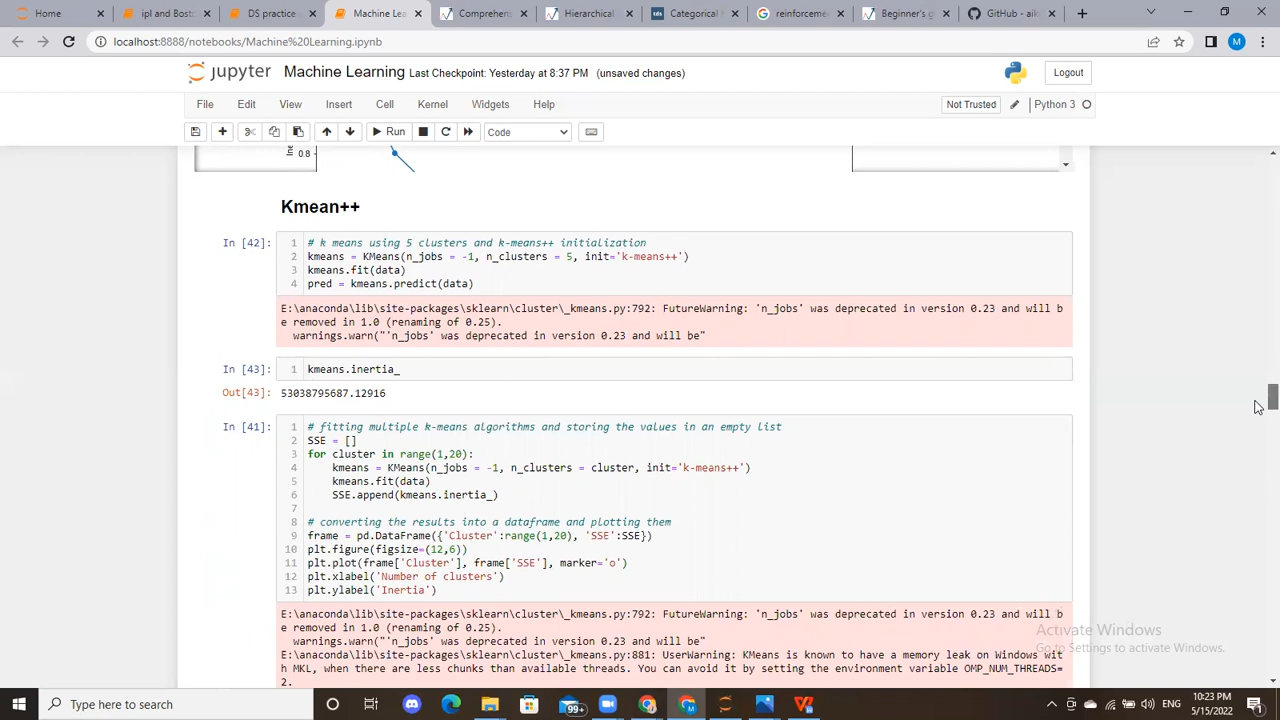 Home
ipl and Bosto
DS practice
Machine Lea
Comprehens
Hierarchical
Categorical
reinforceme
Beginner's g
GitHub - aik
localhost:8888/notebooks/Machine%20Learning.ipynb
M
jupyter Machine Learning Last Checkpoint: Yesterday at 8:37 PM (unsaved changes)
Logout
File Edit View Insert Cell Kernel Widgets Help
Not Trusted
Python 3
Run
Code
0.8
Kmean++
In [42]:
1 # k means using 5 clusters and k-means++ initialization
2 kmeans = KMeans(n_jobs = -1, n_clusters = 5, init='k-means++')
3 kmeans.fit(data)
4 pred = kmeans.predict(data)
E:\anaconda\lib\site-packages\sklearn\cluster\_kmeans.py:792: FutureWarning: 'n_jobs' was deprecated in version 0.23 and will b
e removed in 1.0 (renaming of 0.25).
warnings.warn("'n_jobs' was deprecated in version 0.23 and will be"
In [43]: 1 kmeans.inertia_
Out[43]: 53038795687.12916
In [41]:
1 # fitting multiple k-means algorithms and storing the values in an empty list
2 SSE = []
3 for cluster in range(1,20):
4 kmeans = KMeans(n_jobs = -1, n_clusters = cluster, init='k-means++')
5 kmeans.fit(data)
6 SSE.append(kmeans.inertia_)
7
8 # converting the results into a dataframe and plotting them
9 frame = pd.DataFrame({'Cluster':range(1,20), 'SSE':SSE})
10 plt.figure(figsize=(12,6))
11 plt.plot(frame['Cluster'], frame['SSE'], marker='o')
12 plt.xlabel('Number of clusters')
13 plt.ylabel('Inertia')
E:\anaconda\lib\site-packages\sklearn\cluster\_kmeans.py:792: FutureWarning: 'n_jobs' was deprecated in version 0.23 and will b
e removed in 1.0 (renaming of 0.25).
warnings.warn("'n_jobs' was deprecated in version 0.23 and will be"
E:\anaconda\lib\site-packages\sklearn\cluster\_kmeans.py:881: UserWarning: KMeans is known to have a memory leak on Windows wit
h MKL, when there are less chunks than available threads. You can avoid it by setting the environment variable OMP_NUM_THREADS=
2.
Activate Windows
Go to Settings to activate Windows.
Type here to search
99+
ENG
10:23 PM
5/15/2022
1